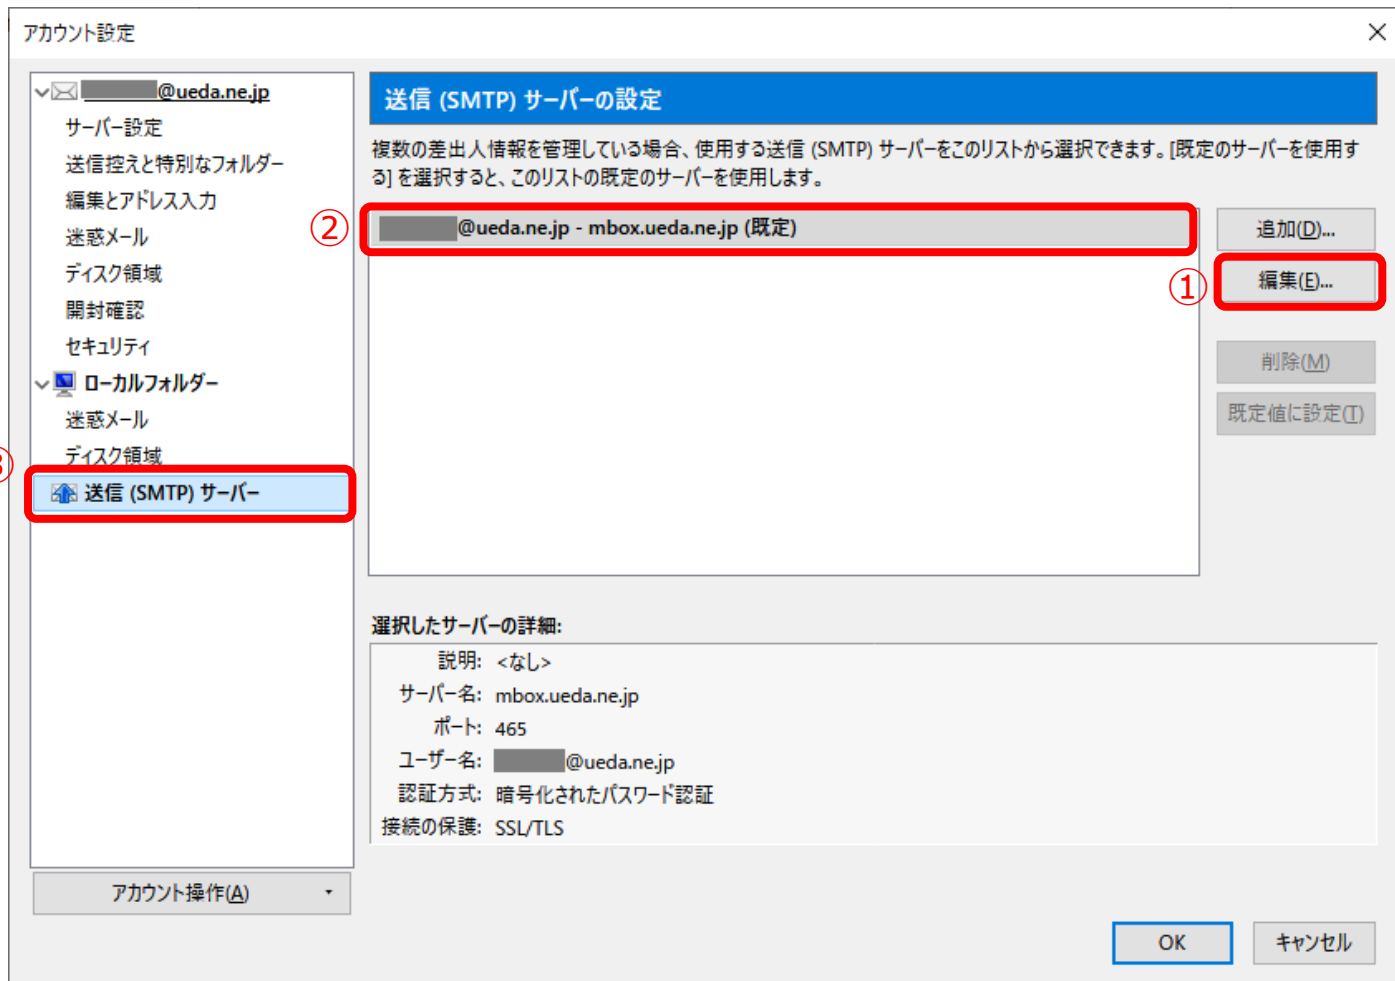 アカウント設定
@ueda.ne.jp
サーバー設定
送信控えと特別なフォルダー
編集とアドレス入力
迷惑メール
ディスク領域
開封確認
セキュリティ
ローカルフォルダー
迷惑メール
ディスク領域
③
送信 (SMTP) サーバー
アカウント操作(A)
送信 (SMTP) サーバーの設定
複数の差出人情報を管理している場合、使用する送信 (SMTP) サーバーをこのリストから選択できます。[既定のサーバーを使用す
る] を選択すると、このリストの既定のサーバーを使用します。
②
@ueda.ne.jp - mbox.ueda.ne.jp (既定)
追加(D)...
①
編集(E)...
削除(M)
既定値に設定(T)
選択したサーバーの詳細:
説明: <なし>
サーバー名: mbox.ueda.ne.jp
ポート: 465
ユーザー名: @ueda.ne.jp
認証方式: 暗号化されたパスワード認証
接続の保護: SSL/TLS
OK
キャンセル